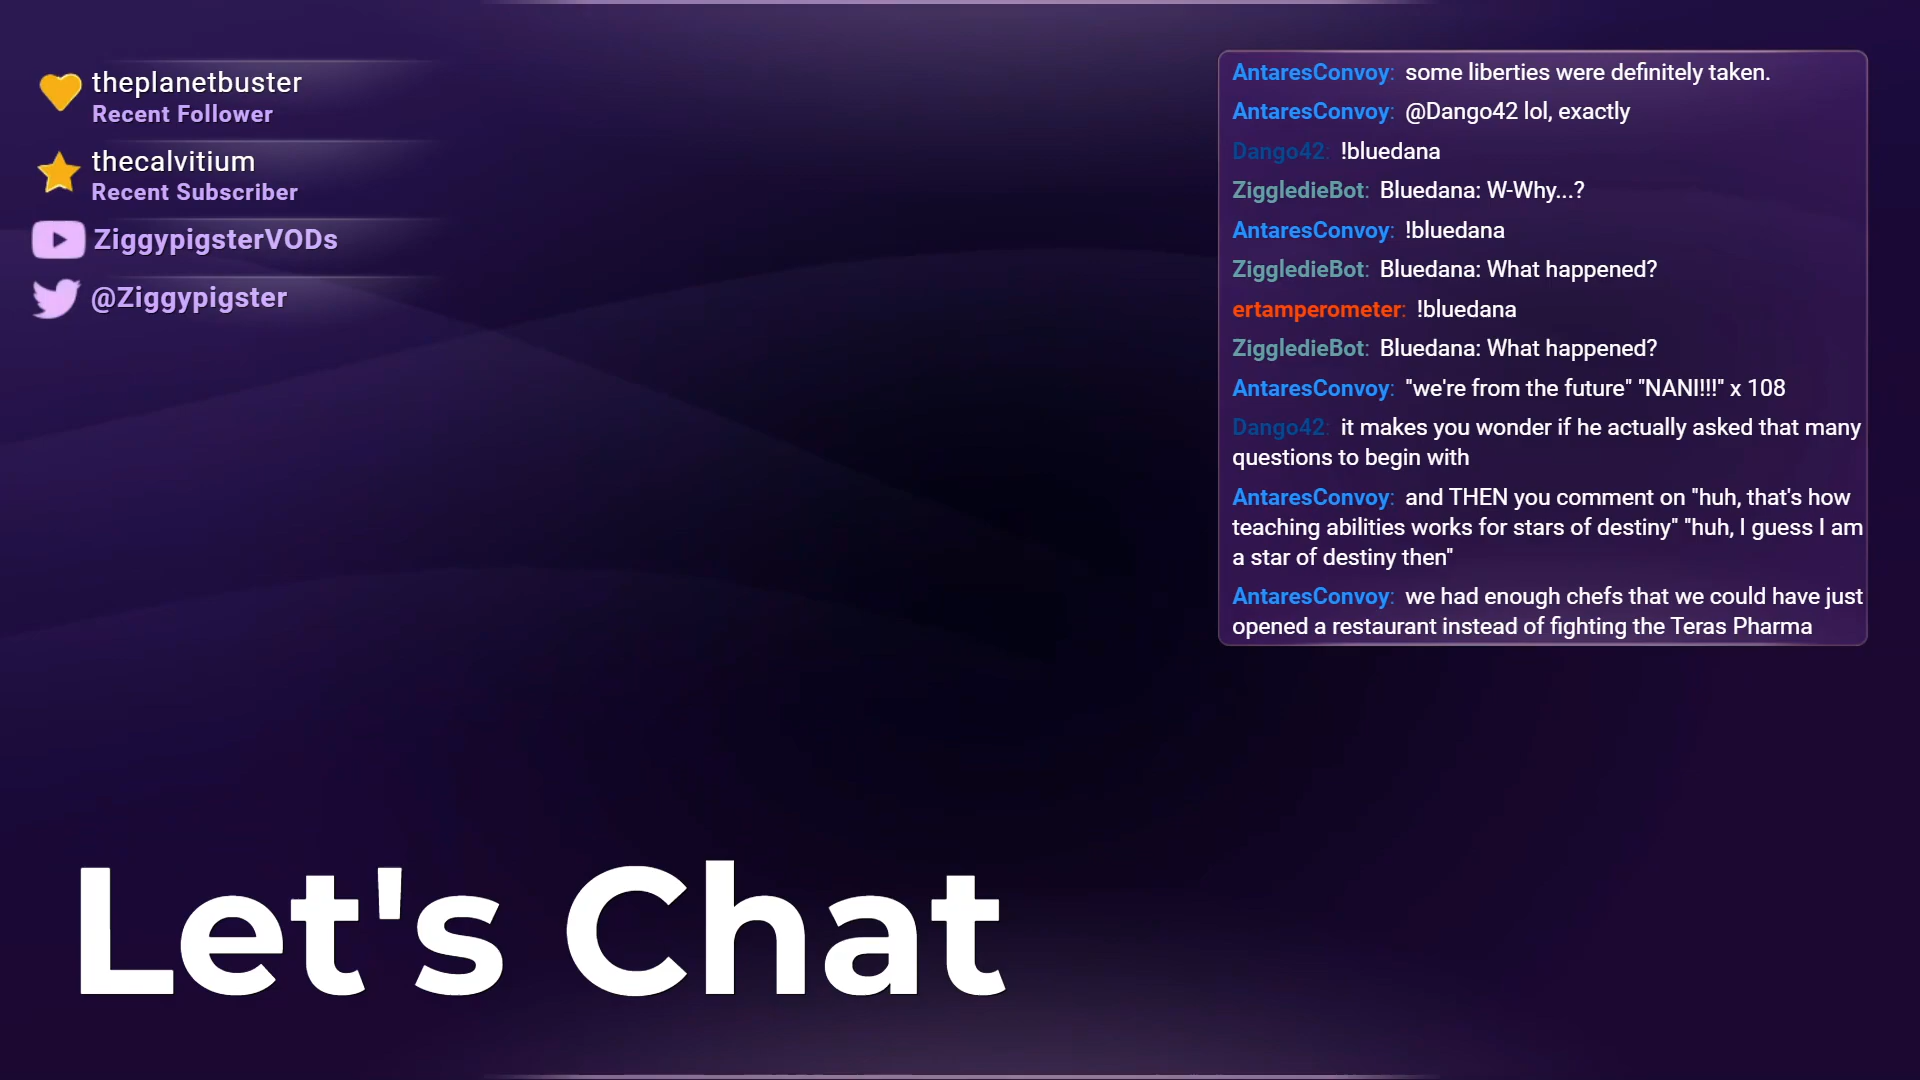 theplanetbuster
Recent Follower
thecalvitium
Recent Subscriber
ZiggypigsterVODs
@Ziggypigster
AntaresConvoy: some liberties were definitely taken.
AntaresConvoy: @Dango42 lol, exactly
Dango42: !bluedana
ZiggledieBot: Bluedana: W-Why...?
AntaresConvoy: !bluedana
ZiggledieBot: Bluedana: What happened?
ertamperometer: !bluedana
ZiggledieBot: Bluedana: What happened?
AntaresConvoy: "we're from the future" "NANI!!!" x 108
Dango42: it makes you wonder if he actually asked that many
questions to begin with
AntaresConvoy: and THEN you comment on "huh, that's how
teaching abilities works for stars of destiny" "huh, I guess I am
a star of destiny then"
AntaresConvoy: we had enough chefs that we could have just
opened a restaurant instead of fighting the Teras Pharma
Let's Chat